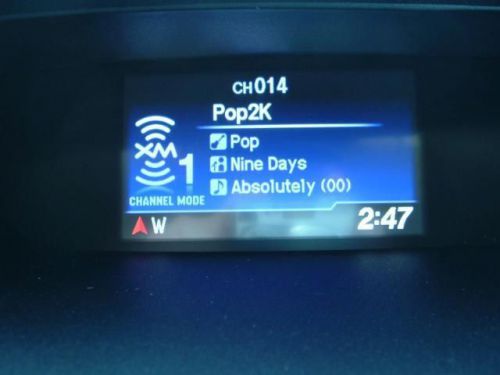 CH014
Pop2K
Pop
XM
1
Nine Days
Absolutely (00)
CHANNEL MODE
W
2:47